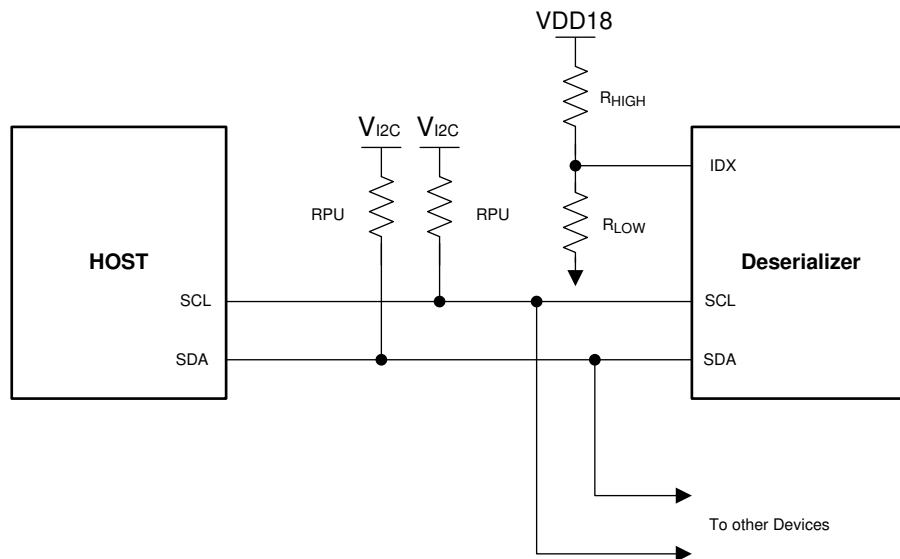 VDD18
RHIGH
VI2C VI2C
IDX
RPU RPU
RLOW
HOST
Deserializer
SCL SCL
SDA SDA
To other Devices